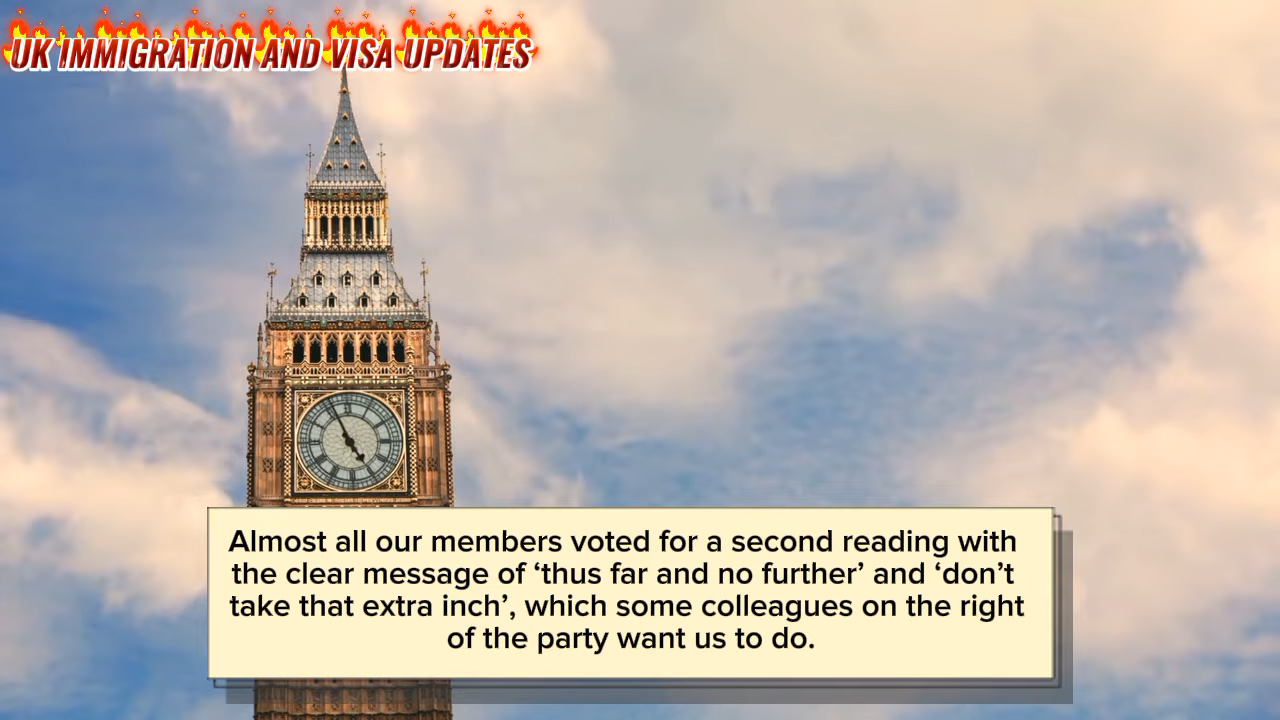 UK IMMIGRATION AND VISA UPDATES
Almost all our members voted for a second reading with
the clear message of ‘thus far and no further’ and ‘don’t
take that extra inch’, which some colleagues on the right
of the party want us to do.